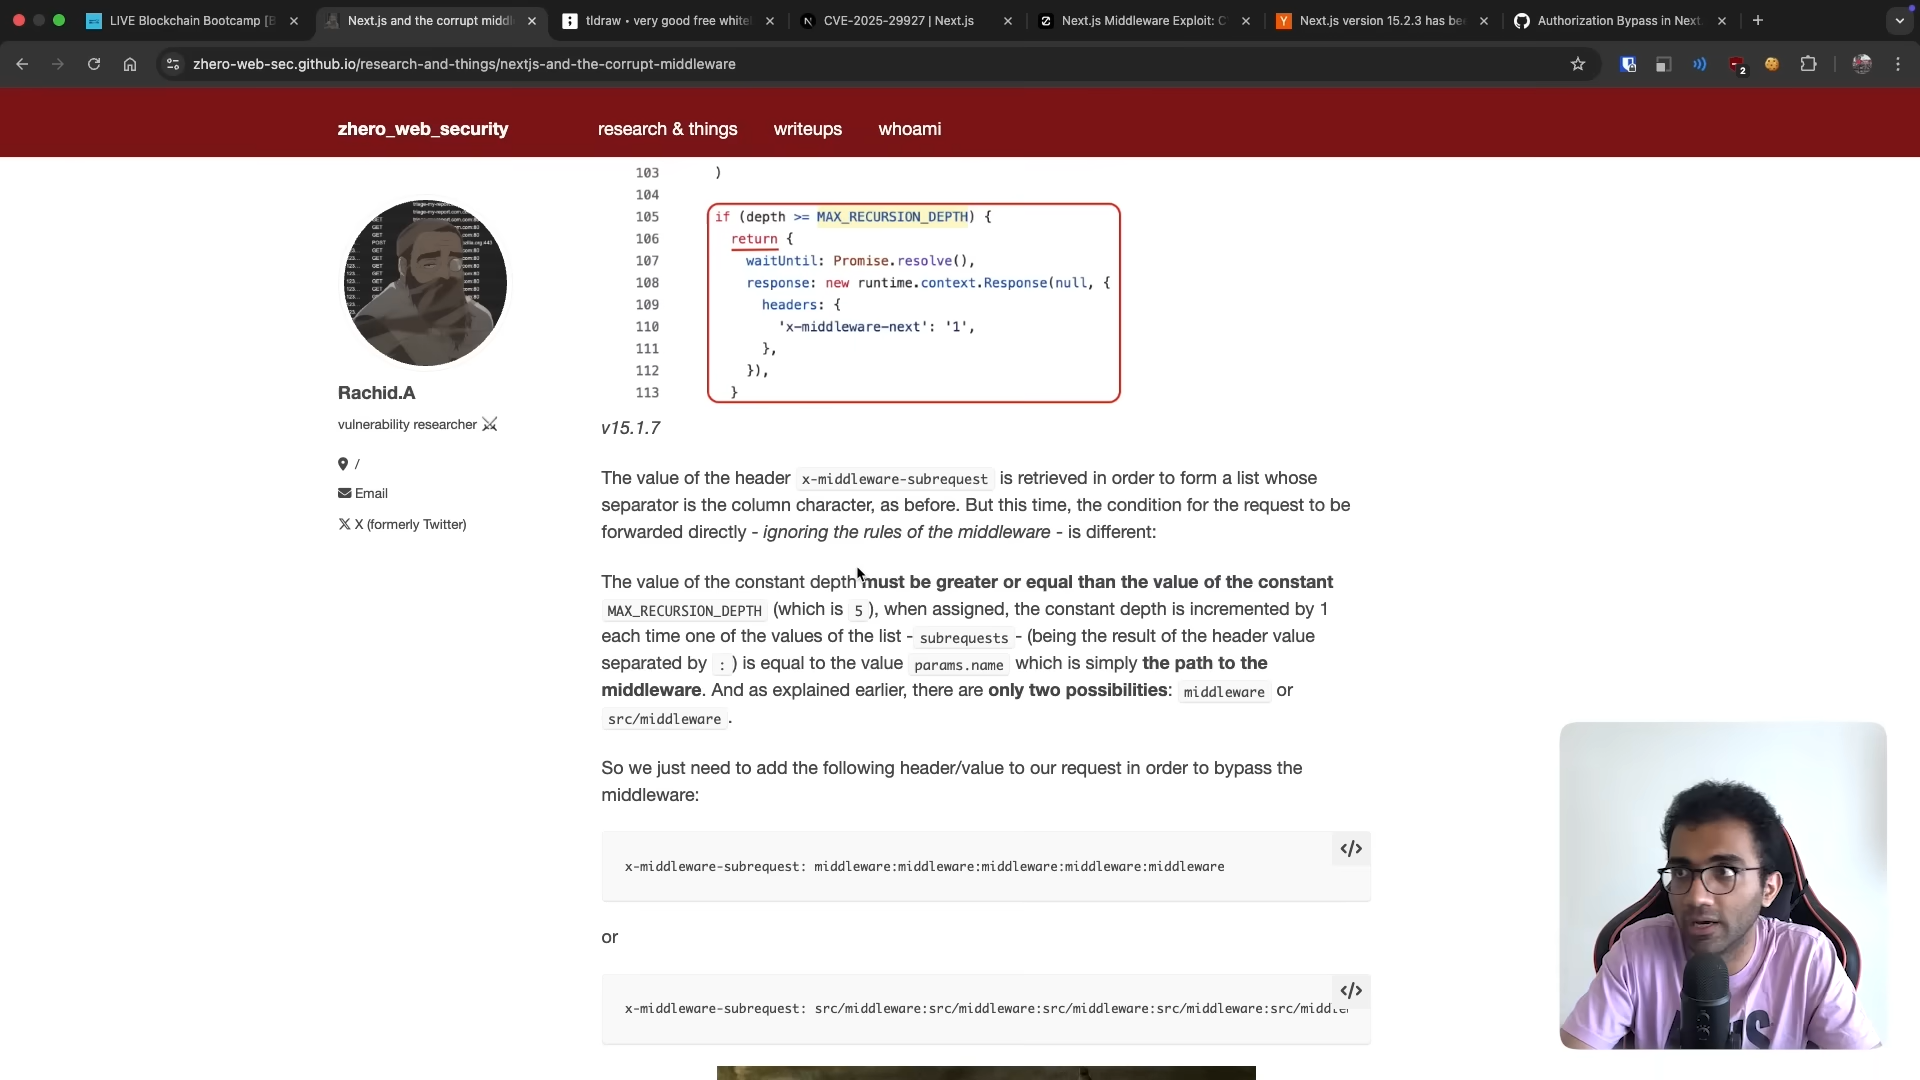 LIVE Blockchain Bootcamp [B
Next.js and the corrupt middl
tldraw • very good free white
CVE-2025-29927 | Next.js
Next.js Middleware Exploit: C
Next.js version 15.2.3 has be
Authorization Bypass in Next.
zhero-web-sec.github.io/research-and-things/nextjs-and-the-corrupt-middleware
2
zhero_web_security
research & things
writeups
whoami
Rachid.A
vulnerability researcher ⚔
/
Email
X (formerly Twitter)
103 )
104
105 if (depth >= MAX_RECURSION_DEPTH) {
106 return {
107 waitUntil: Promise.resolve(),
108 response: new runtime.context.Response(null, {
109 headers: {
110 'x-middleware-next': '1',
111 },
112 }),
113 }
v15.1.7
The value of the header x-middleware-subrequest is retrieved in order to form a list whose
separator is the column character, as before. But this time, the condition for the request to be
forwarded directly - ignoring the rules of the middleware - is different:
The value of the constant depth must be greater or equal than the value of the constant
MAX_RECURSION_DEPTH (which is 5 ), when assigned, the constant depth is incremented by 1
each time one of the values of the list - subrequests - (being the result of the header value
separated by : ) is equal to the value params.name which is simply the path to the
middleware. And as explained earlier, there are only two possibilities: middleware or
src/middleware .
So we just need to add the following header/value to our request in order to bypass the
middleware:
</>
x-middleware-subrequest: middleware:middleware:middleware:middleware:middleware
or
</>
x-middleware-subrequest: src/middleware:src/middleware:src/middleware:src/middleware:src/middle